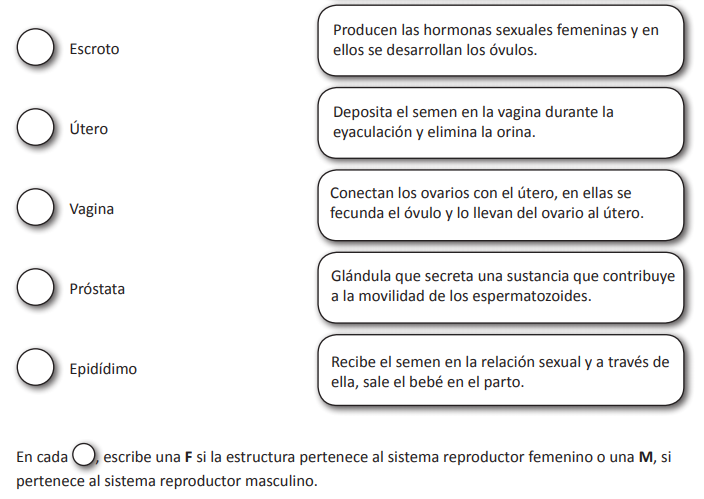 Escroto
Útero
Vagina
Próstata
Epidídimo
Producen las hormonas sexuales femeninas y en
ellos se desarrollan los óvulos.
Deposita el semen en la vagina durante la
eyaculación y elimina la orina.
Conectan los ovarios con el útero, en ellas se
fecunda el óvulo y lo llevan del ovario al útero.
Glándula que secreta una sustancia que contribuye
a la movilidad de los espermatozoides.
Recibe el semen en la relación sexual y a través de
ella, sale el bebé en el parto.
En cada , escribe una F si la estructura pertenece al sistema reproductor femenino o una M, si
pertenece al sistema reproductor masculino.